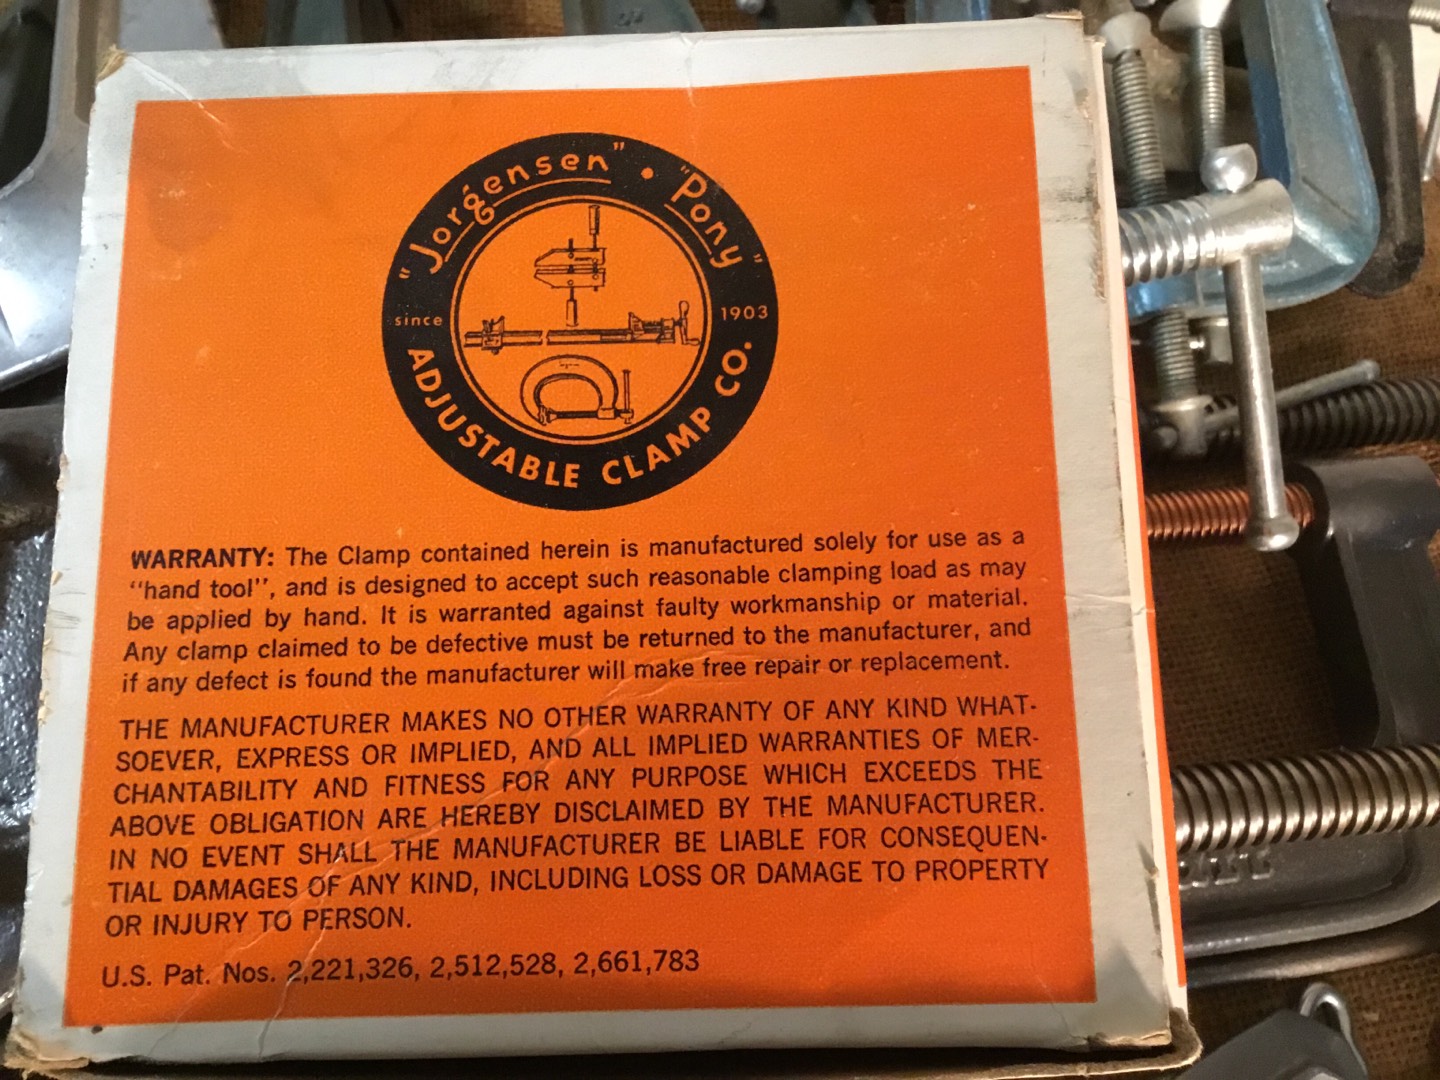 "Jorgensen" • "Pony"
since 1903
ADJUSTABLE CLAMP CO.
WARRANTY: The Clamp contained herein is manufactured solely for use as a
"hand tool", and is designed to accept such reasonable clamping load as may
be applied by hand. It is warranted against faulty workmanship or material.
Any clamp claimed to be defective must be returned to the manufacturer, and
if any defect is found the manufacturer will make free repair or replacement.
THE MANUFACTURER MAKES NO OTHER WARRANTY OF ANY KIND WHAT-
SOEVER, EXPRESS OR IMPLIED, AND ALL IMPLIED WARRANTIES OF MER-
CHANTABILITY AND FITNESS FOR ANY PURPOSE WHICH EXCEEDS THE
ABOVE OBLIGATION ARE HEREBY DISCLAIMED BY THE MANUFACTURER.
IN NO EVENT SHALL THE MANUFACTURER BE LIABLE FOR CONSEQUEN-
TIAL DAMAGES OF ANY KIND, INCLUDING LOSS OR DAMAGE TO PROPERTY
OR INJURY TO PERSON.
U.S. Pat. Nos. 2,221,326, 2,512,528, 2,661,783